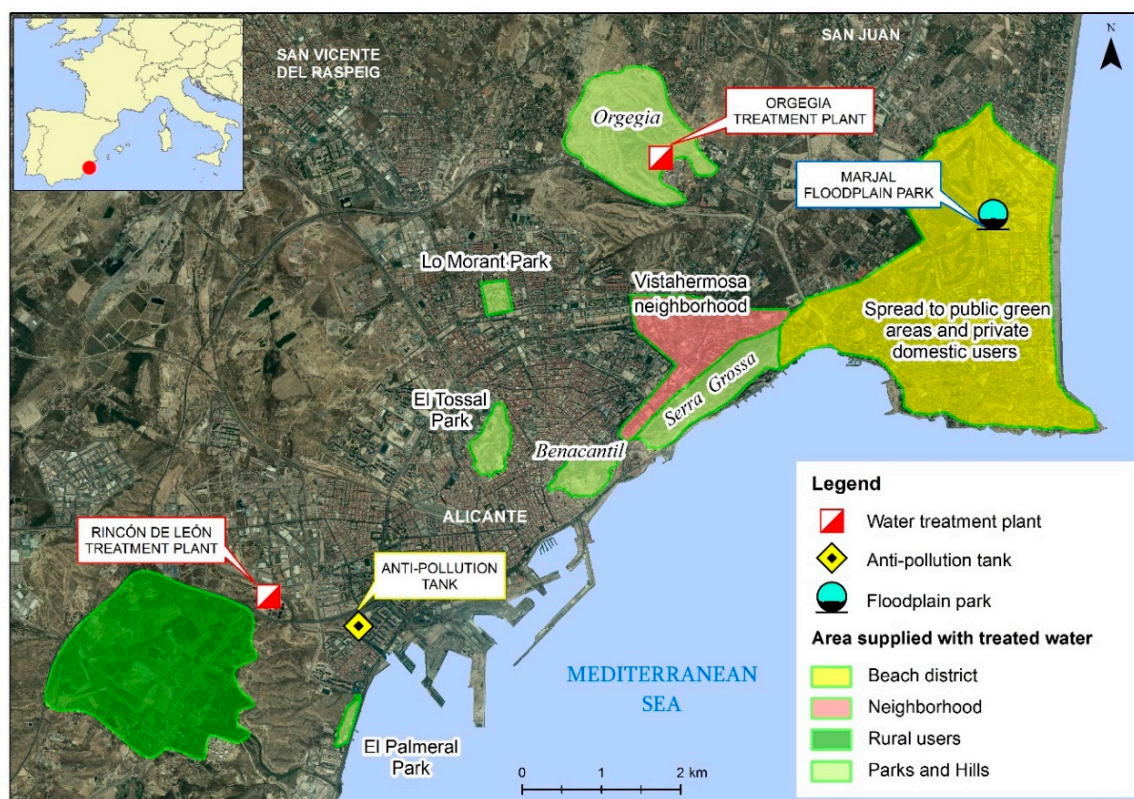 SAN VICENTE
DEL RASPEIG
SAN JUAN
N
Orgegia
ORGEGIA
TREATMENT PLANT
MARJAL
FLOODPLAIN PARK
Lo Morant Park
Vistahermosa
neighborhood
Spread to public green
areas and private
domestic users
Serra Grossa
El Tossal
Park
Benacantil
ALICANTE
RINCÓN DE LEÓN
TREATMENT PLANT
ANTI-POLLUTION
TANK
MEDITERRANEAN
SEA
El Palmeral
Park
0 1 2 km
Legend
Water treatment plant
Anti-pollution tank
Floodplain park
Area supplied with treated water
Beach district
Neighborhood
Rural users
Parks and Hills